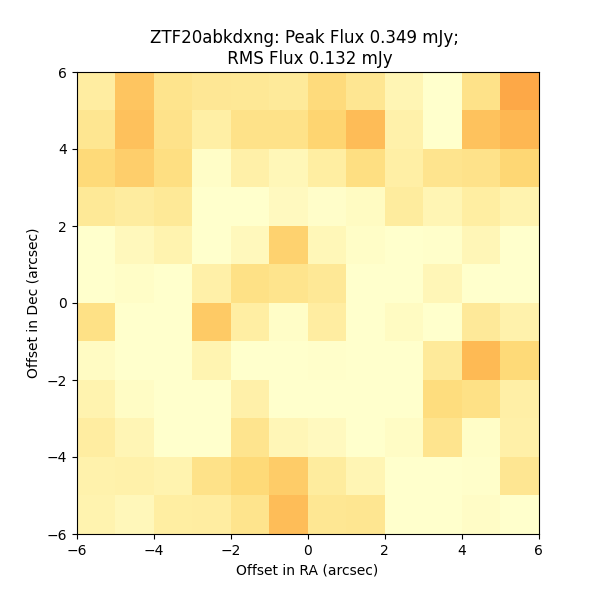 ZTF20abkdxng: Peak Flux 0.349 mJy;
RMS Flux 0.132 mJy
6
4
2
0
−2
−4
−6
Offset in Dec (arcsec)
−6 −4 −2 0 2 4 6
Offset in RA (arcsec)